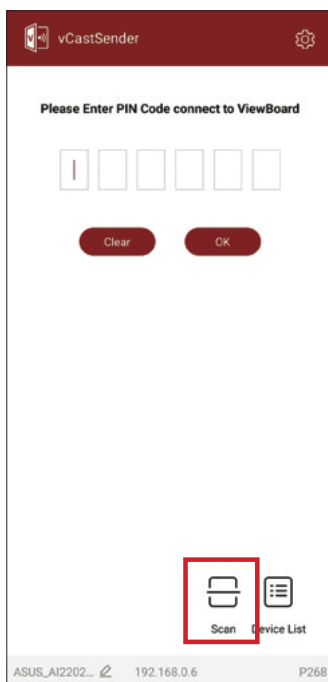 vCastSender
Please Enter PIN Code connect to ViewBoard
Clear OK
Scan Device List
ASUS_AI2202... 192.168.0.6 P268